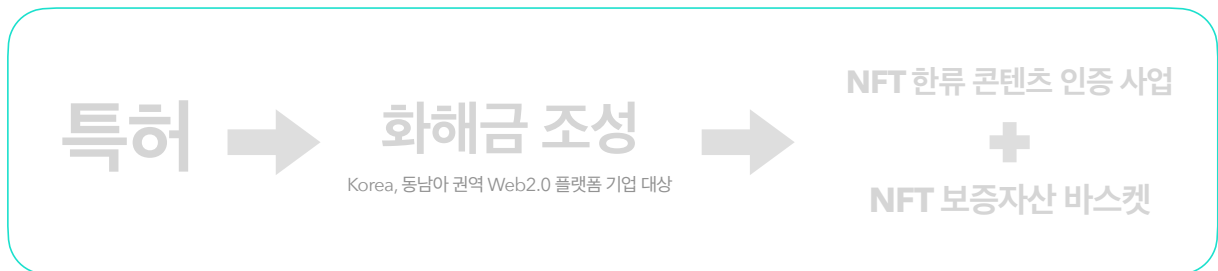 특허
화해금 조성
Korea, 동남아 권역 Web2.0 플랫폼 기업 대상
NFT 한류 콘텐츠 인증 사업
NFT 보증자산 바스켓